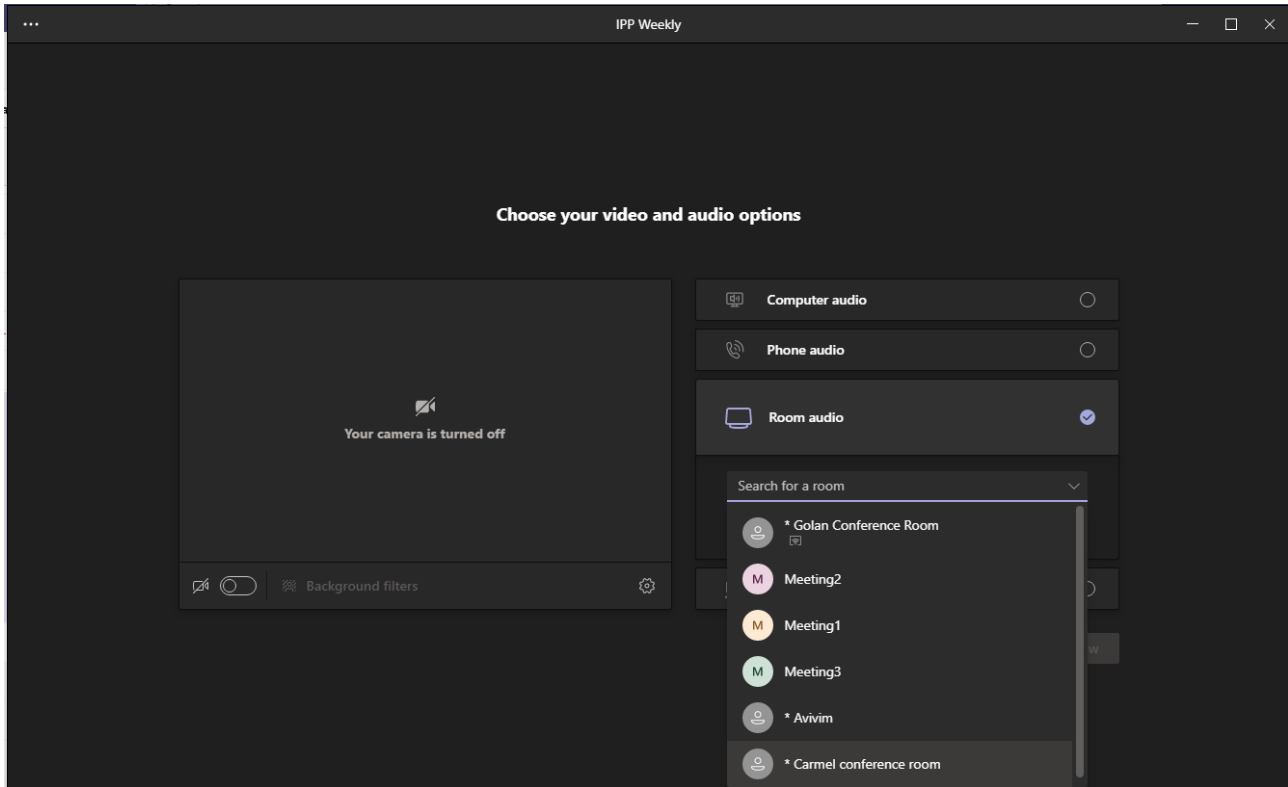 IPP Weekly
Choose your video and audio options
Your camera is turned off
Background filters
Computer audio
Phone audio
Room audio
Search for a room
* Golan Conference Room
M Meeting2
M Meeting1
M Meeting3
* Avivim
* Carmel conference room